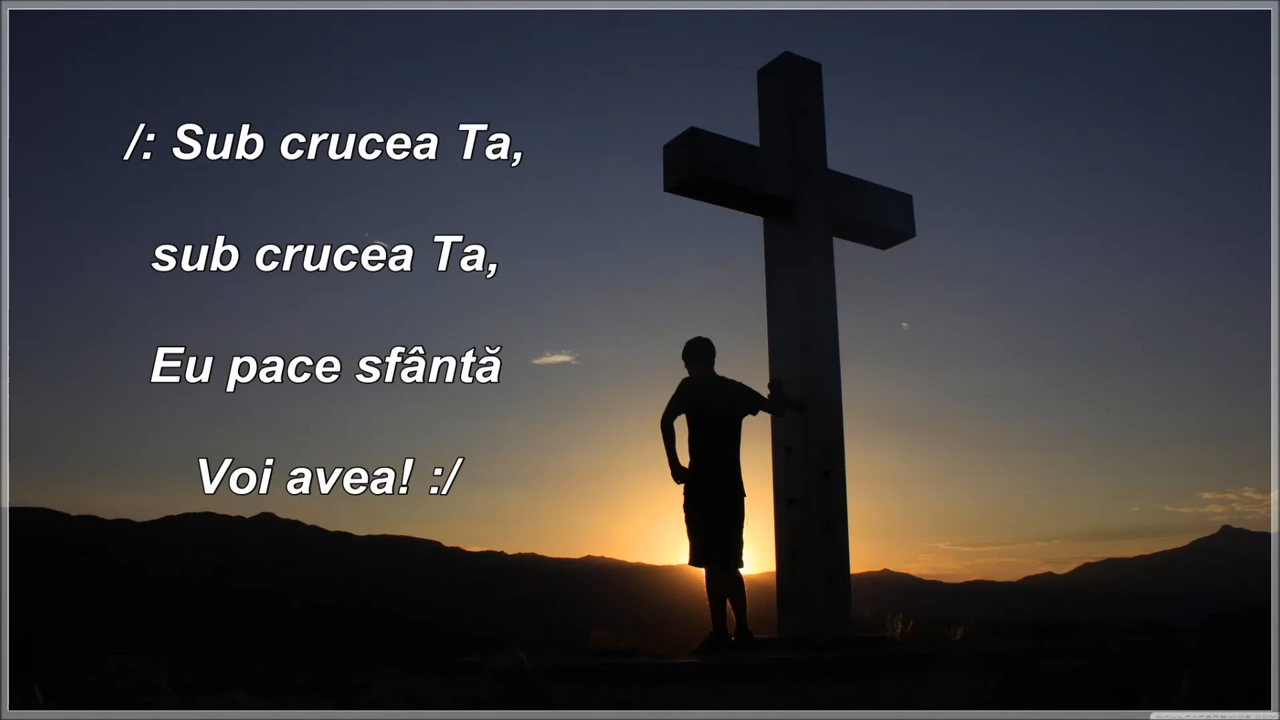 /: Sub crucea Ta,
sub crucea Ta,
Eu pace sfântă
Voi avea! :/